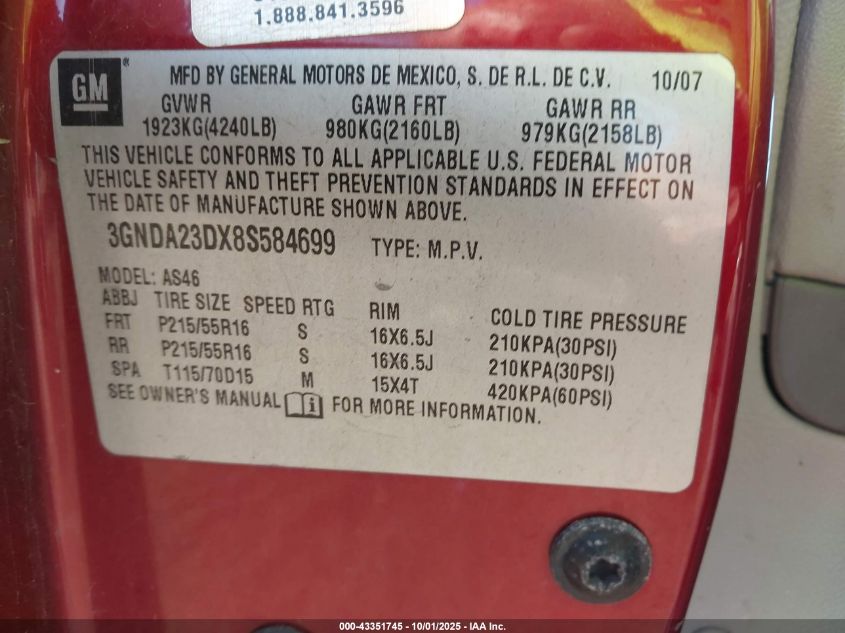 1.888.841.3596
GM®
MFD BY GENERAL MOTORS DE MEXICO, S. DE R.L. DE C.V. 10/07
GVWR GAWR FRT GAWR RR
1923KG(4240LB) 980KG(2160LB) 979KG(2158LB)
THIS VEHICLE CONFORMS TO ALL APPLICABLE U.S. FEDERAL MOTOR
VEHICLE SAFETY AND THEFT PREVENTION STANDARDS IN EFFECT ON
THE DATE OF MANUFACTURE SHOWN ABOVE.
3GNDA23DX8S584699 TYPE: M.P.V.
MODEL: AS46
ABBJ TIRE SIZE SPEED RTG RIM COLD TIRE PRESSURE
FRT P215/55R16 S 16X6.5J 210KPA(30PSI)
RR P215/55R16 S 16X6.5J 210KPA(30PSI)
SPA T115/70D15 M 15X4T 420KPA(60PSI)
SEE OWNER'S MANUAL i FOR MORE INFORMATION.
000-43351745 - 10/01/2025 - IAA Inc.